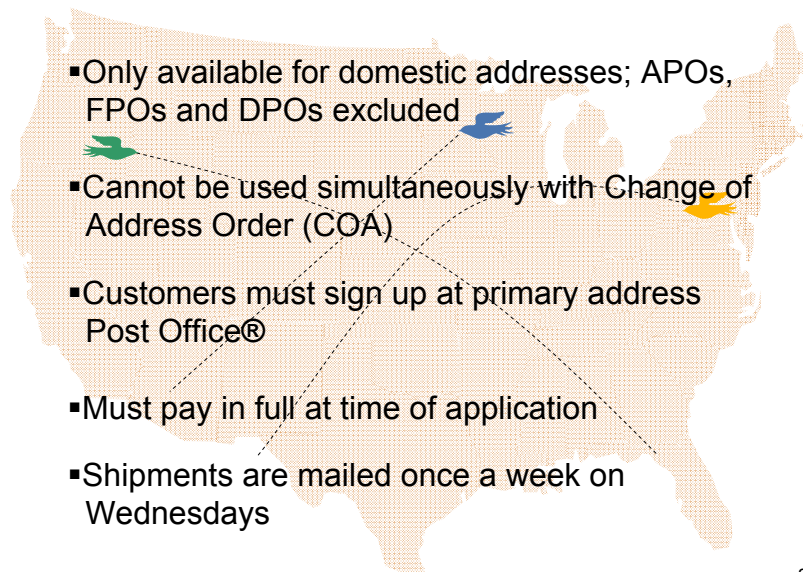 ▪Only available for domestic addresses; APOs,
FPOs and DPOs excluded
▪Cannot be used simultaneously with Change of
Address Order (COA)
▪Customers must sign up at primary address
Post Office®
▪Must pay in full at time of application
▪Shipments are mailed once a week on
Wednesdays